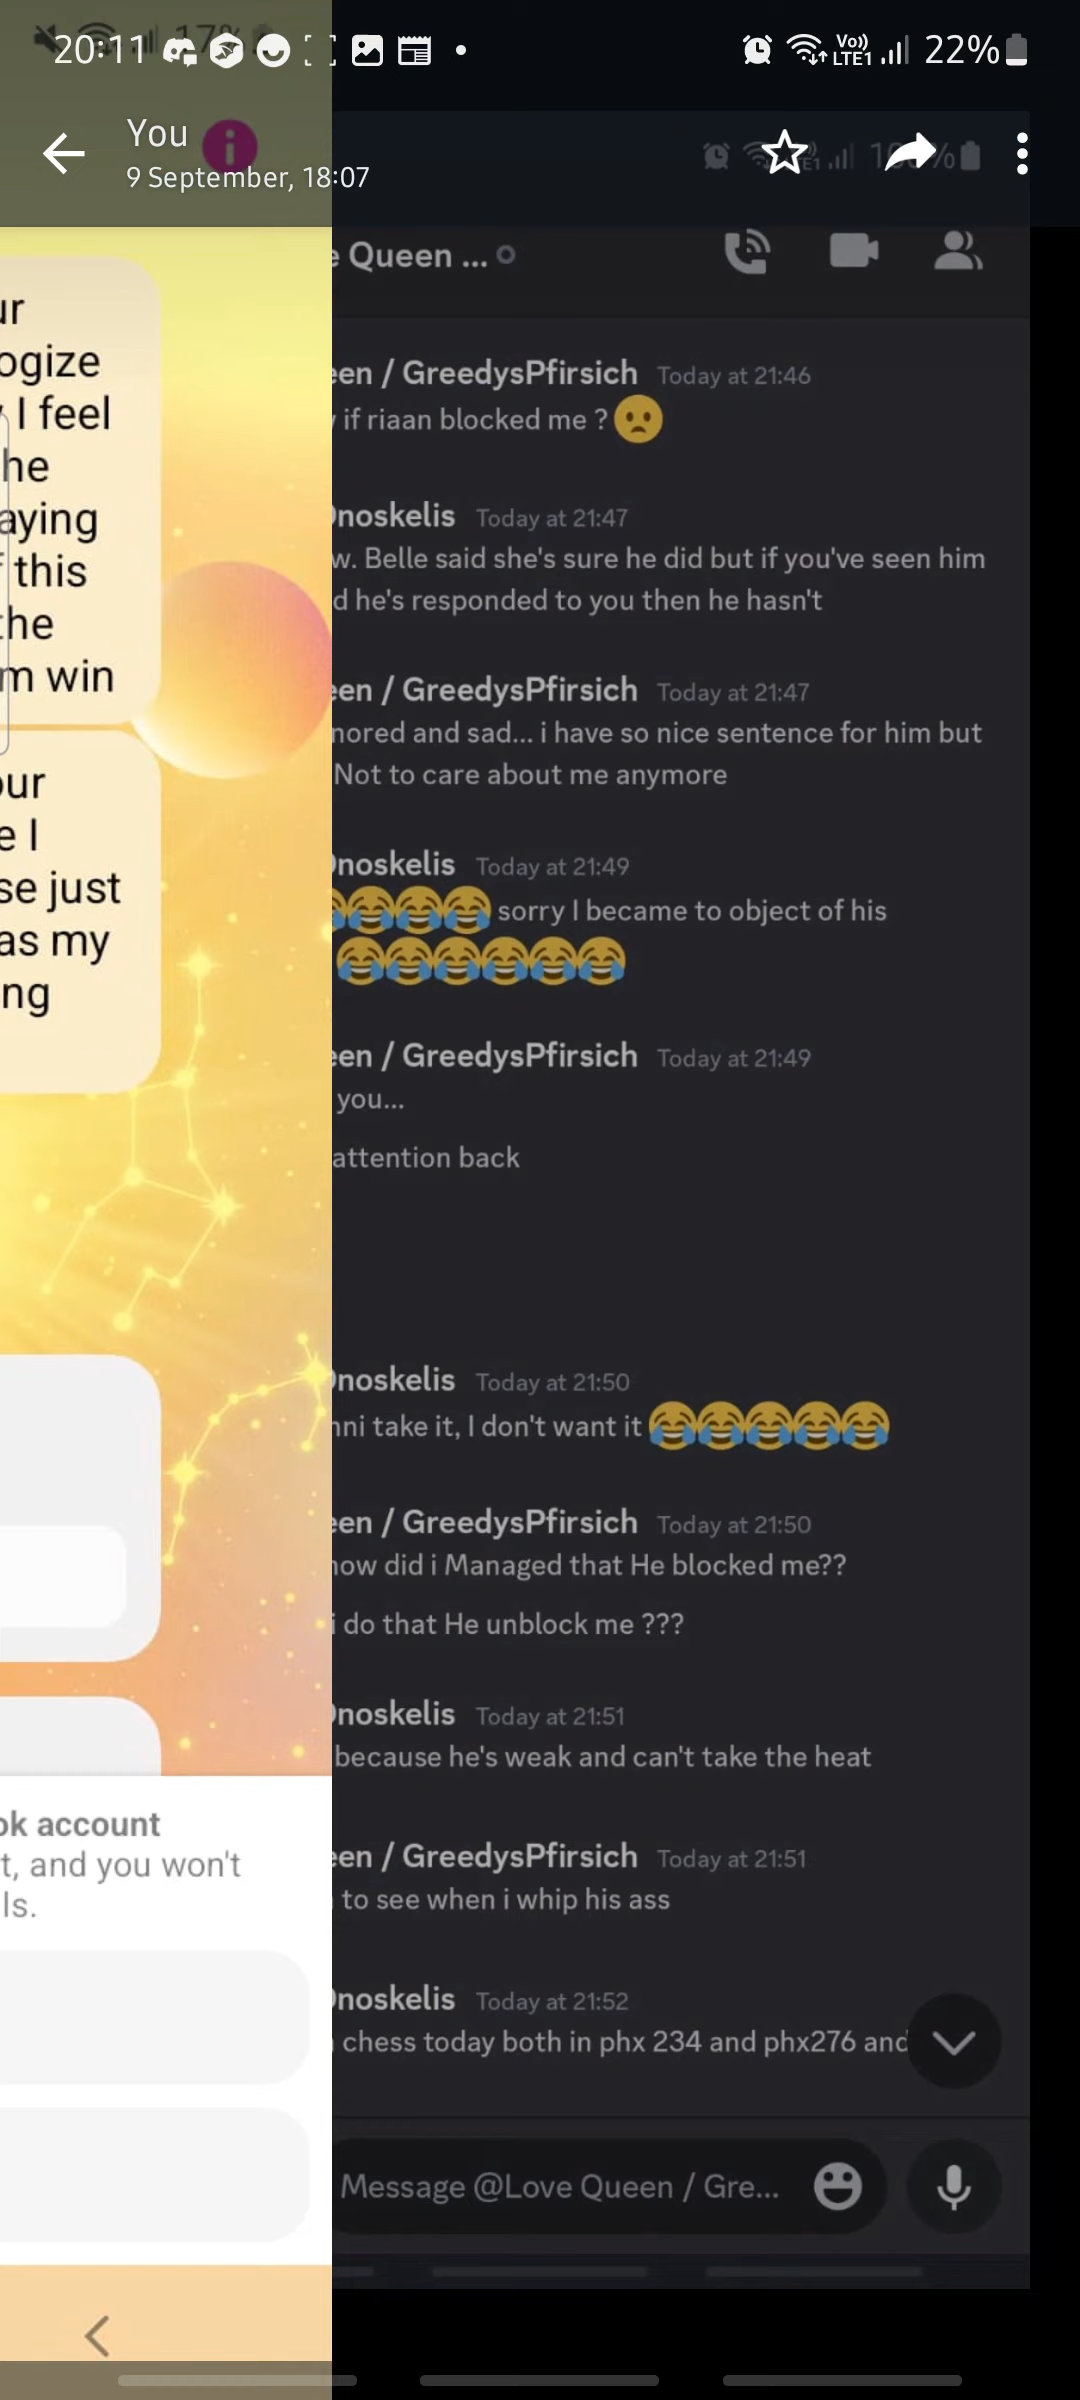 20:11
22%
You
9 September, 18:07
Queen ...
ogize
I feel
he
aying
this
the
m win
our
e I
se just
as my
ng
ok account
t, and you won't
ls.
een / GreedysPfirsich Today at 21:46
if riaan blocked me ? 😦
Onoskelis Today at 21:47
w. Belle said she's sure he did but if you've seen him
d he's responded to you then he hasn't
een / GreedysPfirsich Today at 21:47
nored and sad... i have so nice sentence for him but
Not to care about me anymore
Onoskelis Today at 21:49
😂😂😂😂 sorry I became to object of his
😂😂😂😂😂😂
een / GreedysPfirsich Today at 21:49
you...
attention back
Onoskelis Today at 21:50
nni take it, I don't want it 😂😂😂😂😂
een / GreedysPfirsich Today at 21:50
how did i Managed that He blocked me??
i do that He unblock me ???
Onoskelis Today at 21:51
because he's weak and can't take the heat
een / GreedysPfirsich Today at 21:51
to see when i whip his ass
Onoskelis Today at 21:52
chess today both in phx 234 and phx276 and
Message @Love Queen / Gre...